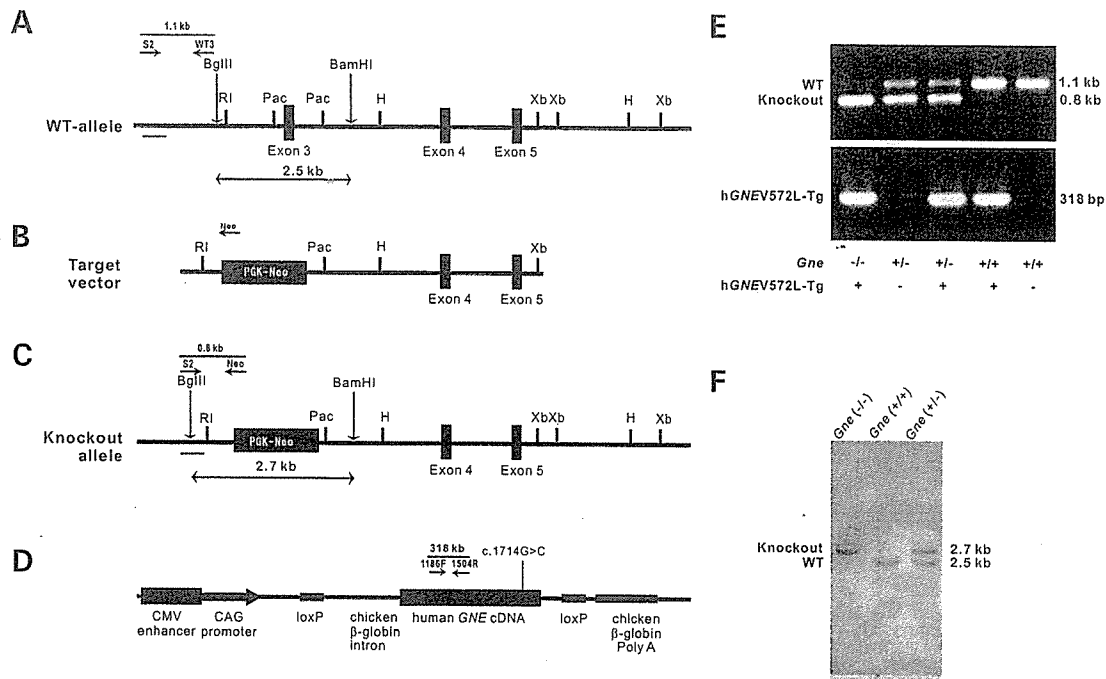 A
1.1 kb
S2 WT3
BglII BamHI
RI Pac Pac H Xb Xb H Xb
WT-allele
Exon 3 Exon 4 Exon 5
2.5 kb
B
Neo
RI Pac H Xb
Target
vector
PGK-Neo
Exon 4 Exon 5
C
0.8 kb
S2 Neo
BglII BamHI
RI Pac H XbXb H Xb
Knockout
allele
PGK-Neo
Exon 4 Exon 5
2.7 kb
D
318 kb
c.1714G>C
1186F 1504R
CMV
enhancer
CAG
promoter
loxP
chicken
β-globin
intron
human GNE cDNA
loxP
chicken
β-globin
Poly A
E
WT 1.1 kb
Knockout 0.8 kb
hGNEV572L-Tg 318 bp
Gne -/- +/- +/- +/+ +/+
hGNEV572L-Tg + - + + -
F
Gne (-/-) Gne (+/+) Gne (+/-)
Knockout 2.7 kb
WT 2.5 kb